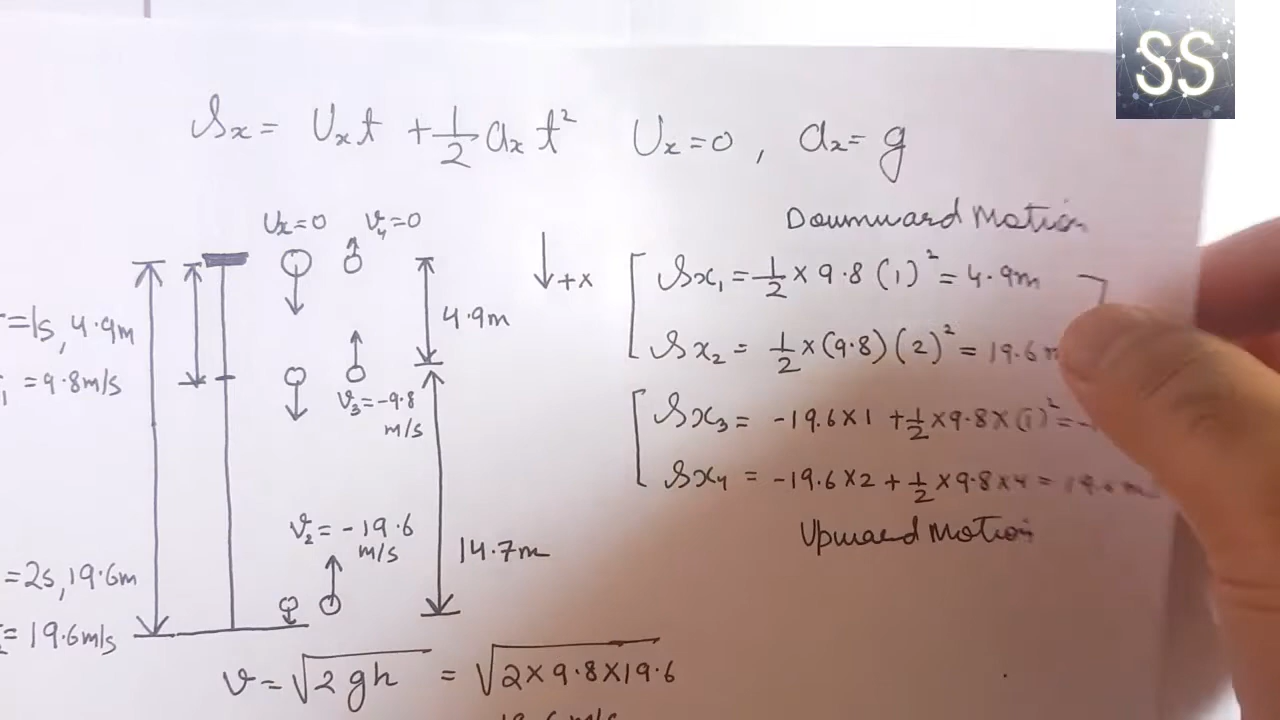 SS
Sx = Uxt + 1/2 ax t² Ux=0, ax= g
Downward Motion
Ux=0 v4=0
+x
Sx1 = 1/2 × 9.8 (1)² = 4.9m
=1s, 4.9m
4.9m
Sx2 = 1/2 × (9.8) (2)² = 19.6
1 = 9.8m/s
v3 = -9.8
m/s
Sx3 = -19.6×1 + 1/2 × 9.8 × (1)² = -
Sx4 = -19.6×2 + 1/2 × 9.8 × 4 =
Upward Motion
v2 = -19.6
m/s
14.7m
=2s, 19.6m
= 19.6m/s
v = √2gh = √2×9.8×19.6